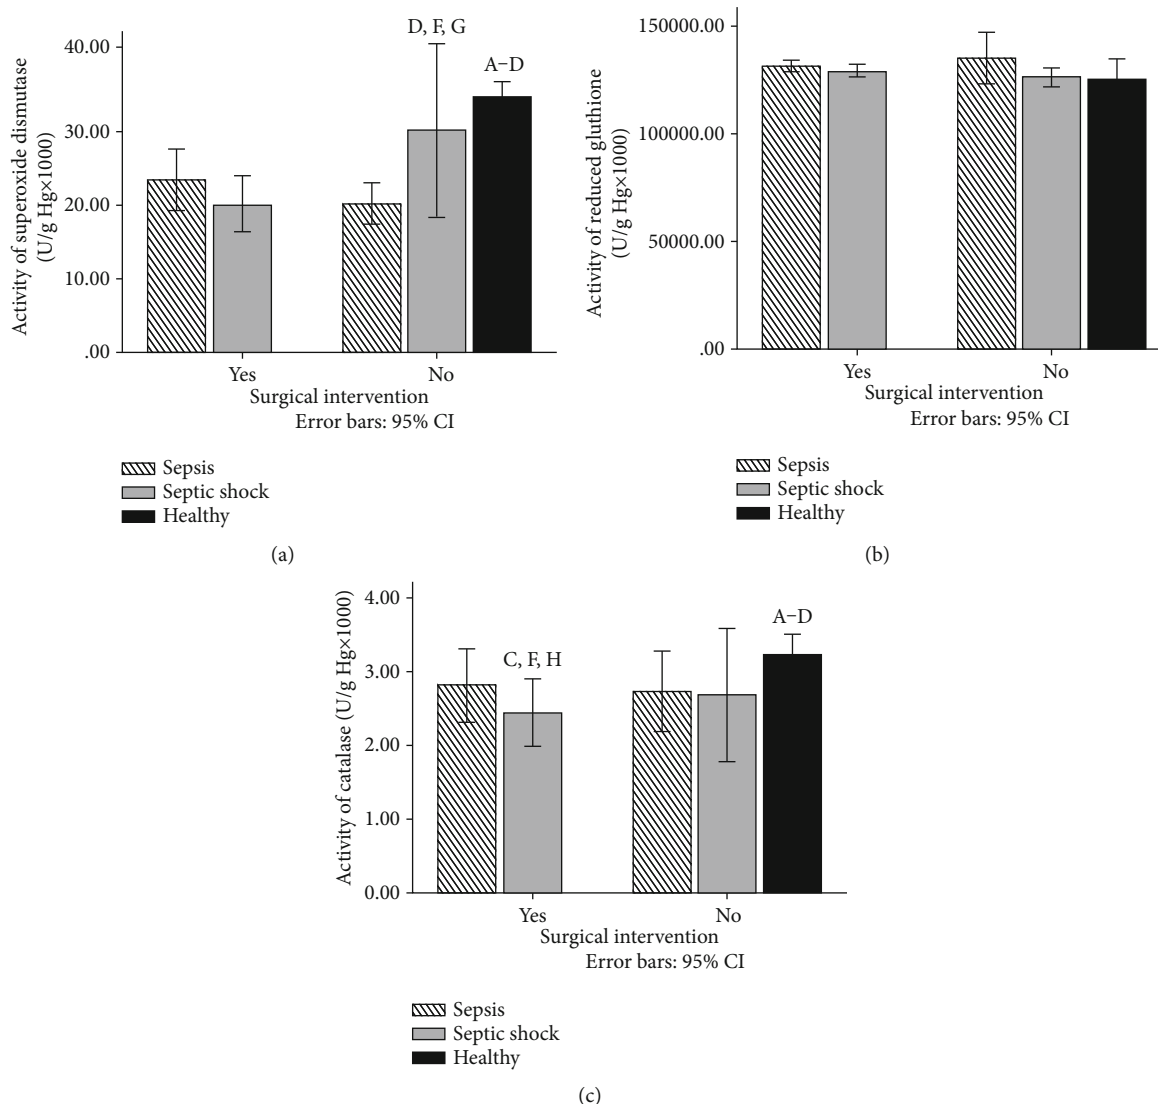 D, F, G
A–D
40.00
30.00
20.00
10.00
.00
Activity of superoxide dismutase
(U/g Hg×1000)
Yes
No
Surgical intervention
Error bars: 95% CI
Sepsis
Septic shock
Healthy
(a)
150000.00
100000.00
50000.00
.00
Activity of reduced gluthione
(U/g Hg×1000)
Yes
No
Surgical intervention
Error bars: 95% CI
Sepsis
Septic shock
Healthy
(b)
4.00
3.00
2.00
1.00
0.00
Activity of catalase (U/g Hg×1000)
C, F, H
A–D
Yes
No
Surgical intervention
Error bars: 95% CI
Sepsis
Septic shock
Healthy
(c)